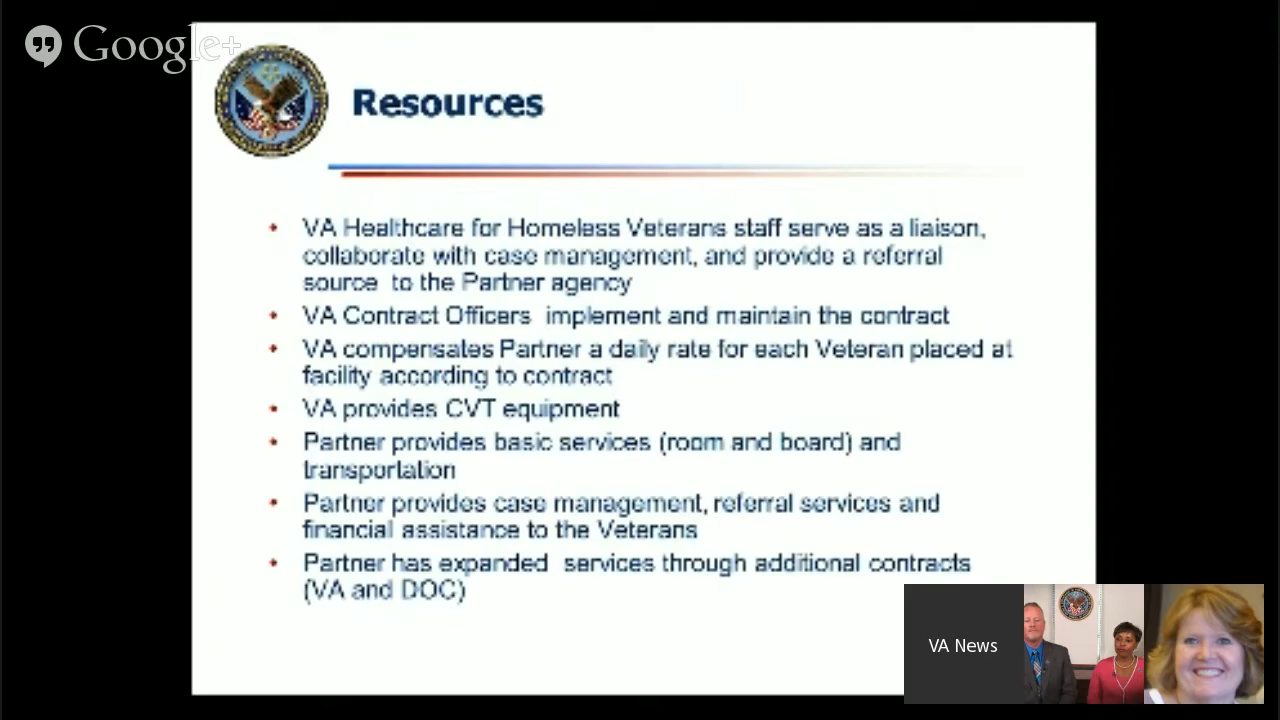 Google+
Resources
• VA Healthcare for Homeless Veterans staff serve as a liaison,
collaborate with case management, and provide a referral
source to the Partner agency
• VA Contract Officers implement and maintain the contract
• VA compensates Partner a daily rate for each Veteran placed at
facility according to contract
• VA provides CVT equipment
• Partner provides basic services (room and board) and
transportation
• Partner provides case management, referral services and
financial assistance to the Veterans
• Partner has expanded services through additional contracts
(VA and DOC)
VA News